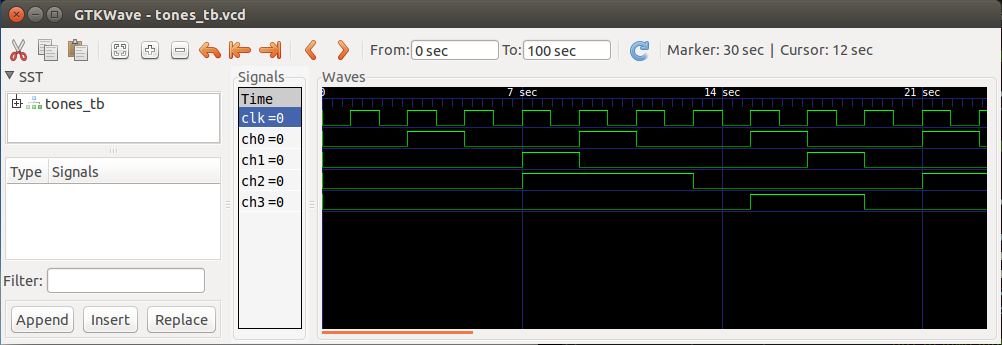 GTKWave - tones_tb.vcd
From: 0 sec To: 100 sec Marker: 30 sec | Cursor: 12 sec
SST
tones_tb
Type Signals
Filter:
Append Insert Replace
Signals
Time
clk=0
ch0=0
ch1=0
ch2=0
ch3=0
Waves
0 7 sec 14 sec 21 sec